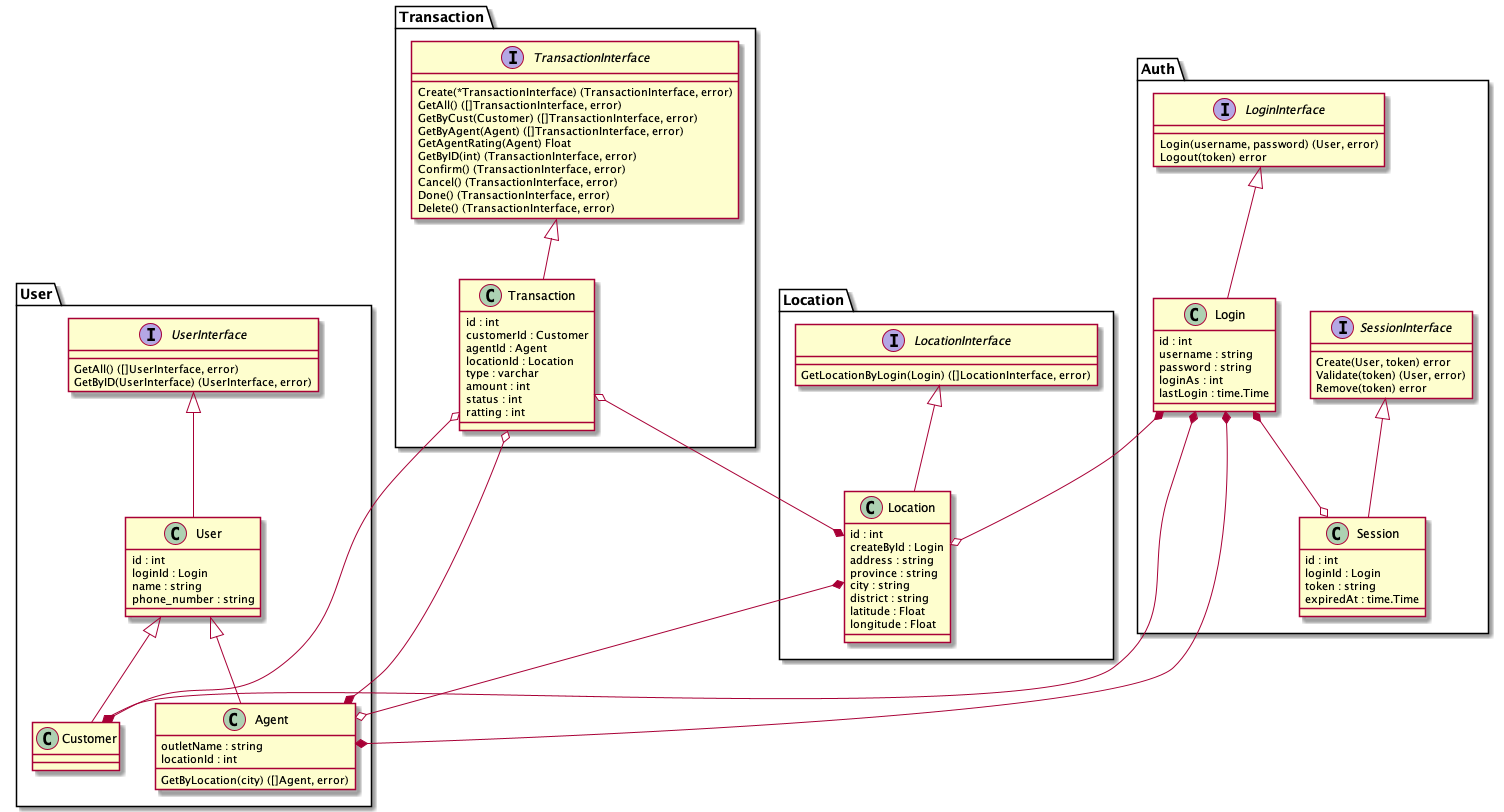 Transaction
I TransactionInterface
Create(*TransactionInterface) (TransactionInterface, error)
GetAll() ([]TransactionInterface, error)
GetByCust(Customer) ([]TransactionInterface, error)
GetByAgent(Agent) ([]TransactionInterface, error)
GetAgentRating(Agent) Float
GetByID(int) (TransactionInterface, error)
Confirm() (TransactionInterface, error)
Cancel() (TransactionInterface, error)
Done() (TransactionInterface, error)
Delete() (TransactionInterface, error)
C Transaction
id : int
customerId : Customer
agentId : Agent
locationId : Location
type : varchar
amount : int
status : int
ratting : int
Auth
I LoginInterface
Login(username, password) (User, error)
Logout(token) error
C Login
id : int
username : string
password : string
loginAs : int
lastLogin : time.Time
I SessionInterface
Create(User, token) error
Validate(token) (User, error)
Remove(token) error
C Session
id : int
loginId : Login
token : string
expiredAt : time.Time
User
I UserInterface
GetAll() ([]UserInterface, error)
GetByID(UserInterface) (UserInterface, error)
C User
id : int
loginId : Login
name : string
phone_number : string
C Customer
C Agent
outletName : string
locationId : int
GetByLocation(city) ([]Agent, error)
Location
I LocationInterface
GetLocationByLogin(Login) ([]LocationInterface, error)
C Location
id : int
createById : Login
address : string
province : string
city : string
district : string
latitude : Float
longitude : Float